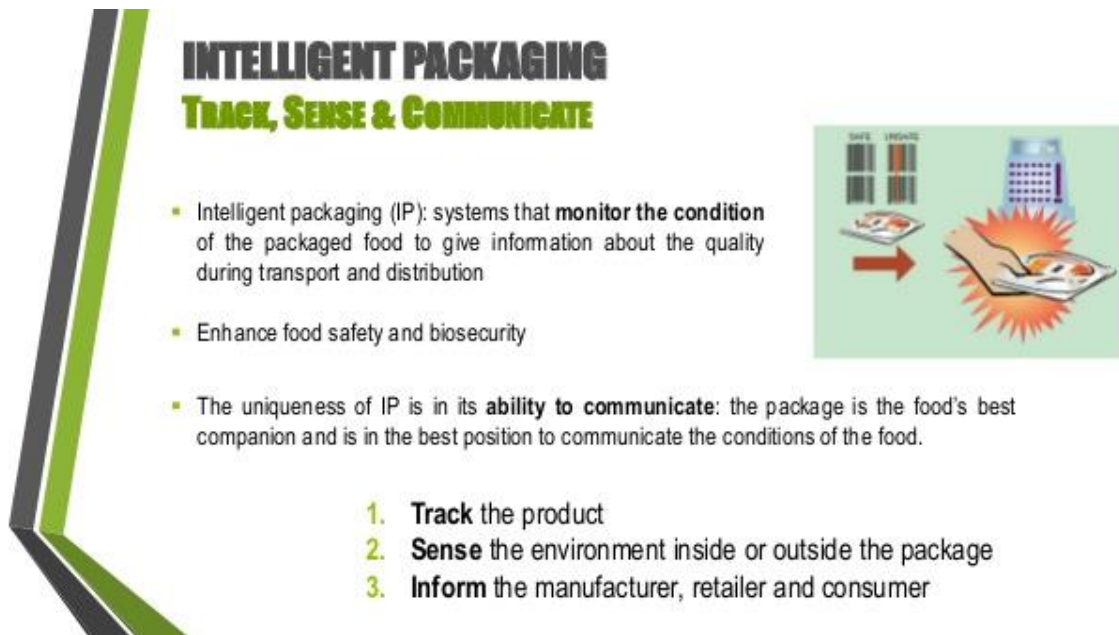 INTELLIGENT PACKAGING
TRACK, SENSE & COMMUNICATE
SAFE UNSAFE
▪ Intelligent packaging (IP): systems that monitor the condition
of the packaged food to give information about the quality
during transport and distribution
▪ Enhance food safety and biosecurity
▪ The uniqueness of IP is in its ability to communicate: the package is the food's best
companion and is in the best position to communicate the conditions of the food.
1. Track the product
2. Sense the environment inside or outside the package
3. Inform the manufacturer, retailer and consumer